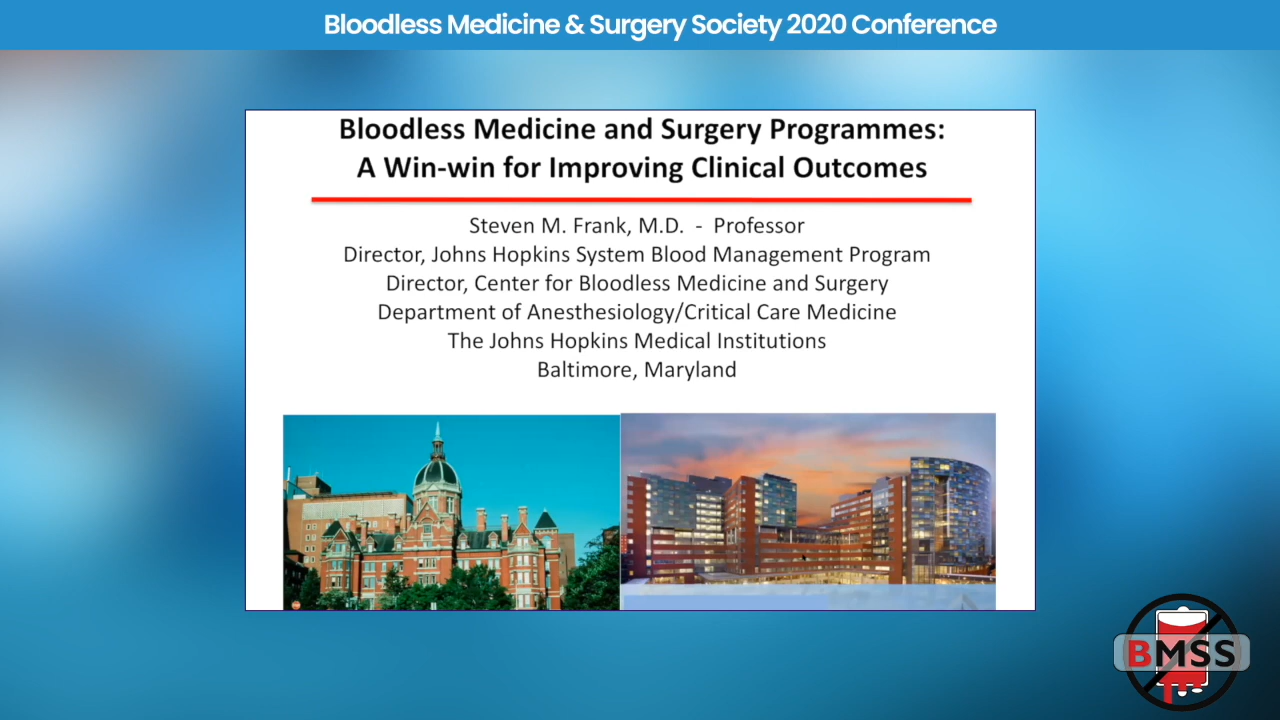 Bloodless Medicine & Surgery Society 2020 Conference
Bloodless Medicine and Surgery Programmes:
A Win-win for Improving Clinical Outcomes
Steven M. Frank, M.D. - Professor
Director, Johns Hopkins System Blood Management Program
Director, Center for Bloodless Medicine and Surgery
Department of Anesthesiology/Critical Care Medicine
The Johns Hopkins Medical Institutions
Baltimore, Maryland
BMSS